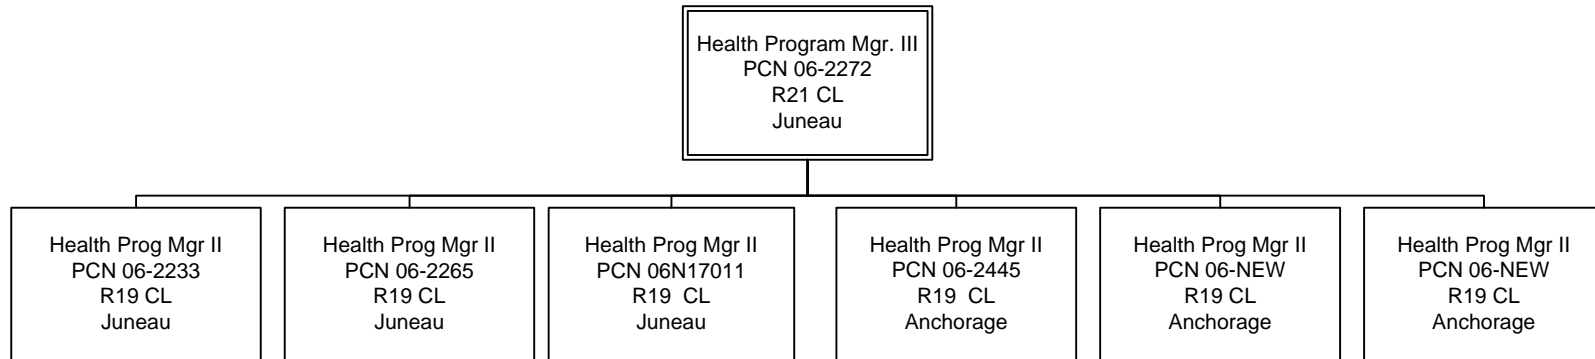 Health Program Mgr. III
PCN 06-2272
R21 CL
Juneau
Health Prog Mgr II
PCN 06-2233
R19 CL
Juneau
Health Prog Mgr II
PCN 06-2265
R19 CL
Juneau
Health Prog Mgr II
PCN 06N17011
R19 CL
Juneau
Health Prog Mgr II
PCN 06-2445
R19 CL
Anchorage
Health Prog Mgr II
PCN 06-NEW
R19 CL
Anchorage
Health Prog Mgr II
PCN 06-NEW
R19 CL
Anchorage